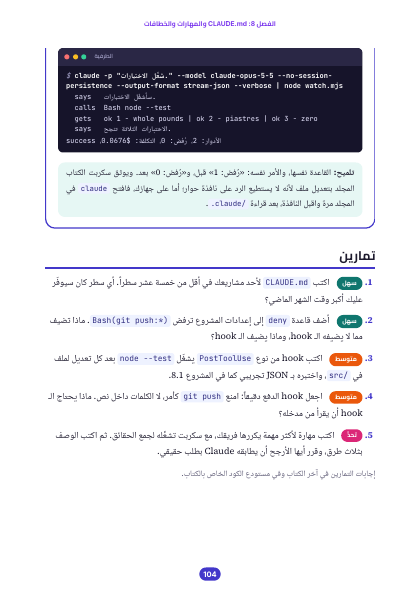 الفصل 8: CLAUDE.md والمهارات والخطافات
الطرفية
$ claude -p "شغّل الاختبارات." --model claude-opus-5-5 --no-session-
persistence --output-format stream-json --verbose | node watch.mjs
says سأشغّل الاختبارات.
calls Bash node --test
gets ok 1 - whole pounds | ok 2 - piastres | ok 3 - zero
says الاختبارات الثلاثة تنجح.
الأدوار: 2، رُفض: 0، التكلفة: $0.0676، success
تلميح: القاعدة نفسها، والأمر نفسه: «رُفض: 1» قبل، و«رُفض: 0» بعد. ويوثق سكربت الكتاب
المجلد بتعديل ملف لأنه لا يستطيع الرد على نافذة حوار؛ أما على جهازك، فافتح claude في
المجلد مرة واقبل النافذة، بعد قراءة .claude/.
تمارين
1. سهل اكتب CLAUDE.md لأحد مشاريعك في أقل من خمسة عشر سطراً. أي سطر كان سيوفّر
عليك أكبر وقت الشهر الماضي؟
2. سهل أضف قاعدة deny إلى إعدادات المشروع ترفض Bash(git push:*). ماذا تضيف
مما لا يضيفه الـ hook، وماذا يضيف الـ hook؟
3. متوسط اكتب hook من نوع PostToolUse يشغّل node --test بعد كل تعديل لملف
في src/، واختبره بـ JSON تجريبي كما في المشروع 8.1.
4. متوسط اجعل hook الدفع دقيقاً: امنع git push كأمر، لا الكلمات داخل نص. ماذا يحتاج الـ
hook أن يقرأ من مدخله؟
5. تحدٍّ اكتب مهارة لأكثر مهمة يكررها فريقك، مع سكربت تشغّله لجمع الحقائق. ثم اكتب الوصف
بثلاث طرق، وقرر أيها الأرجح أن يطابقه Claude بطلب حقيقي.
إجابات التمارين في آخر الكتاب وفي مستودع الكود الخاص بالكتاب.
104